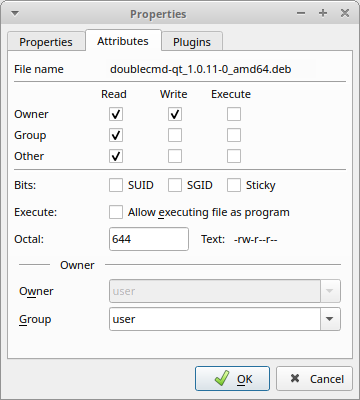 Properties
Properties Attributes Plugins
File name doublecmd-qt_1.0.11-0_amd64.deb
Read Write Execute
Owner
Group
Other
Bits: SUID SGID Sticky
Execute: Allow executing file as program
Octal: 644 Text: -rw-r--r--
Owner
Owner user
Group user
OK Cancel